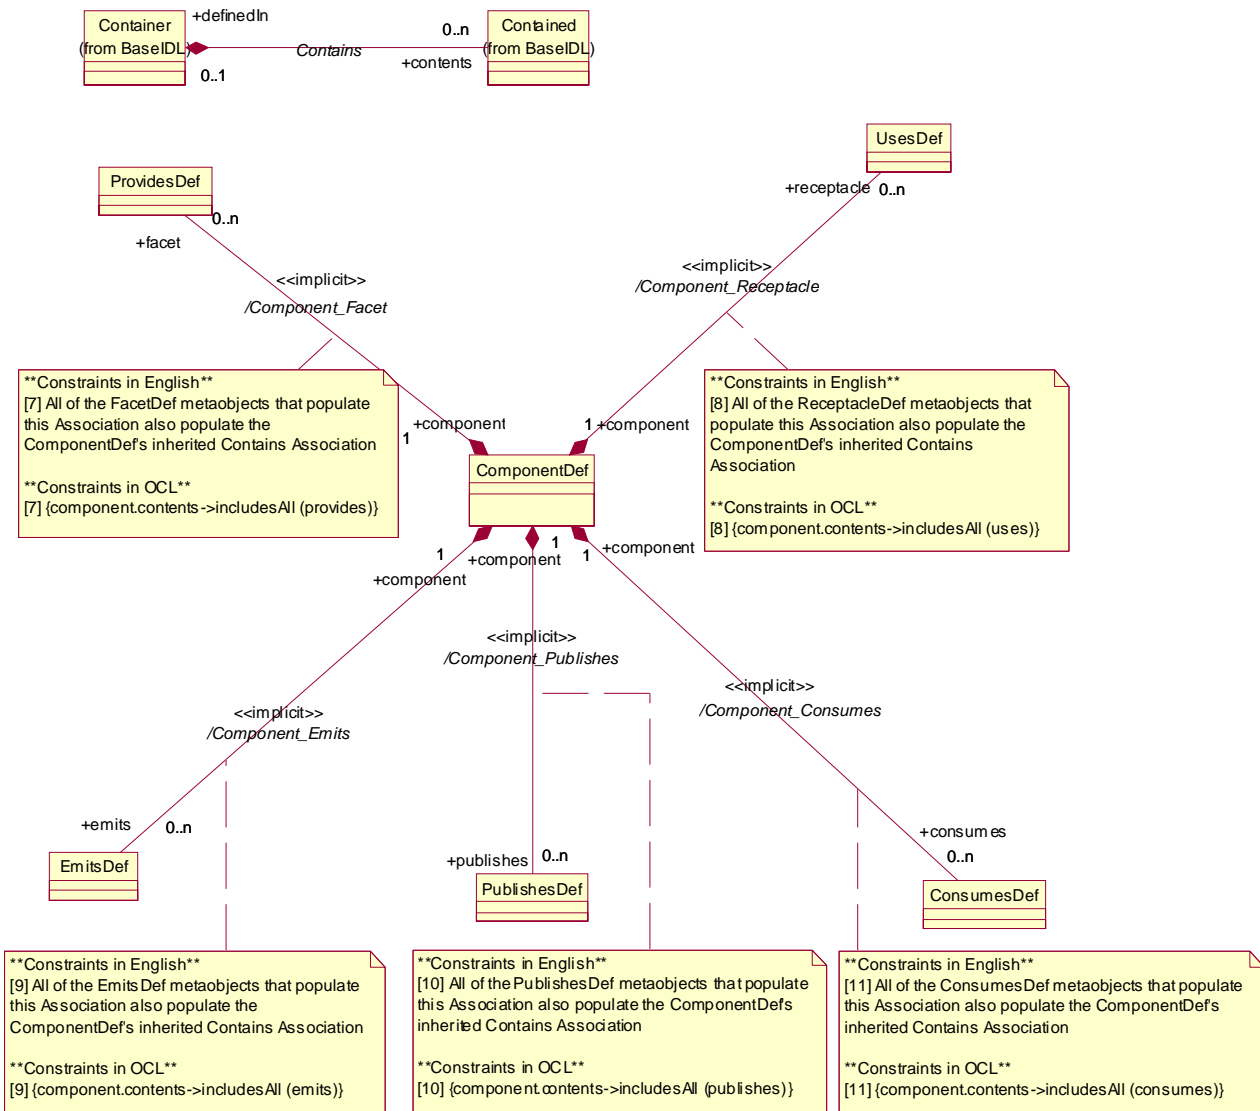 Container
(from BaseIDL)
+definedIn
0..1
Contains
0..n
+contents
Contained
(from BaseIDL)
UsesDef
+receptacle
0..n
ProvidesDef
0..n
+facet
<<implicit>>
/Component_Facet
<<implicit>>
/Component_Receptacle
**Constraints in English**
[7] All of the FacetDef metaobjects that populate
this Association also populate the
ComponentDef's inherited Contains Association
**Constraints in OCL**
[7] {component.contents->includesAll (provides)}
**Constraints in English**
[8] All of the ReceptacleDef metaobjects that
populate this Association also populate the
ComponentDef's inherited Contains
Association
**Constraints in OCL**
[8] {component.contents->includesAll (uses)}
+component
1
1
+component
ComponentDef
1
+component
+component
1
1
+component
<<implicit>>
/Component_Publishes
<<implicit>>
/Component_Emits
<<implicit>>
/Component_Consumes
+emits
0..n
EmitsDef
+publishes
0..n
PublishesDef
+consumes
0..n
ConsumesDef
**Constraints in English**
[9] All of the EmitsDef metaobjects that populate
this Association also populate the
ComponentDef's inherited Contains Association
**Constraints in OCL**
[9] {component.contents->includesAll (emits)}
**Constraints in English**
[10] All of the PublishesDef metaobjects that populate
this Association also populate the ComponentDef's
inherited Contains Association
**Constraints in OCL**
[10] {component.contents->includesAll (publishes)}
**Constraints in English**
[11] All of the ConsumesDef metaobjects that populate
this Association also populate the ComponentDef's
inherited Contains Association
**Constraints in OCL**
[11] {component.contents->includesAll (consumes)}